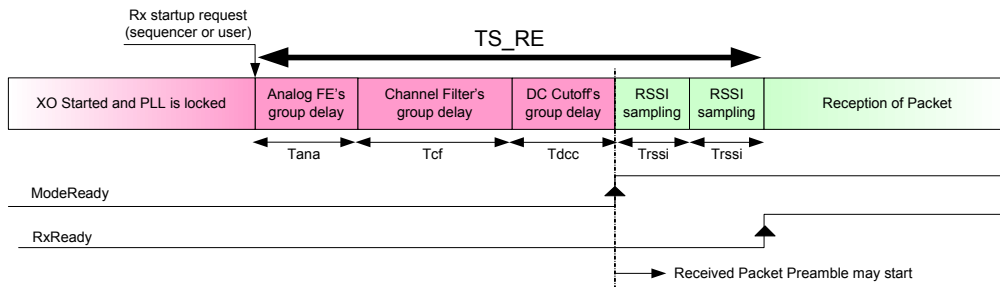 Rx startup request
(sequencer or user)
TS_RE
XO Started and PLL is locked
Analog FE's
group delay
Channel Filter's
group delay
DC Cutoff's
group delay
RSSI
sampling
RSSI
sampling
Reception of Packet
Tana
Tcf
Tdcc
Trssi
Trssi
ModeReady
RxReady
Received Packet Preamble may start